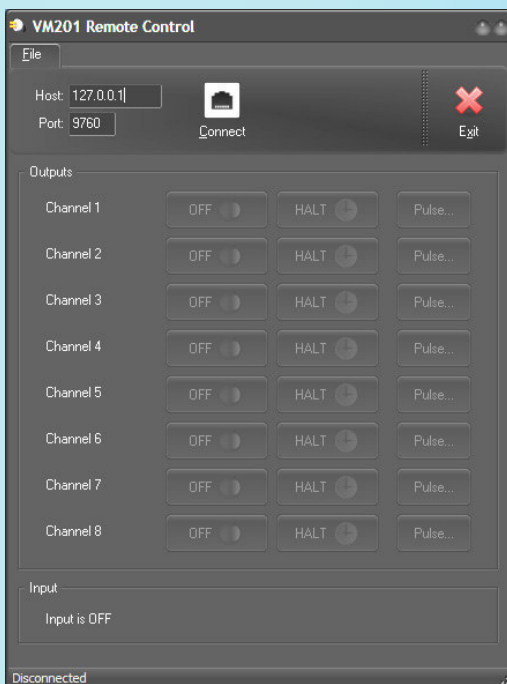 VM201 Remote Control
File
Host: 127.0.0.1
Port: 9760
Connect
Exit
Outputs
Channel 1 OFF HALT Pulse...
Channel 2 OFF HALT Pulse...
Channel 3 OFF HALT Pulse...
Channel 4 OFF HALT Pulse...
Channel 5 OFF HALT Pulse...
Channel 6 OFF HALT Pulse...
Channel 7 OFF HALT Pulse...
Channel 8 OFF HALT Pulse...
Input
Input is OFF
Disconnected